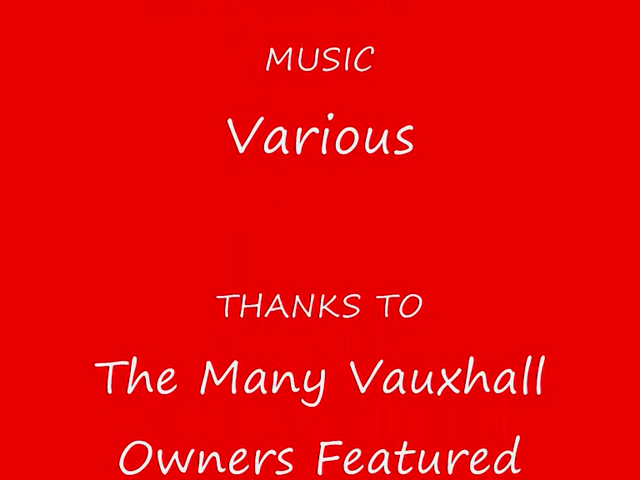 MUSIC
Various
THANKS TO
The Many Vauxhall
Owners Featured